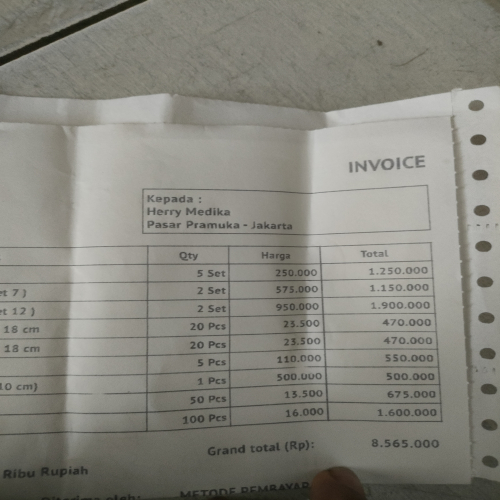 INVOICE
Kepada :
Herry Medika
Pasar Pramuka - Jakarta
Qty Harga Total
5 Set 250.000 1.250.000
et 7 ) 2 Set 575.000 1.150.000
et 12 ) 2 Set 950.000 1.900.000
18 cm 20 Pcs 23.500 470.000
18 cm 20 Pcs 23.500 470.000
5 Pcs 110.000 550.000
10 cm) 1 Pcs 500.000 500.000
50 Pcs 13.500 675.000
100 Pcs 16.000 1.600.000
Grand total (Rp): 8.565.000
Ribu Rupiah
oleh: METODE PEMBAYAR